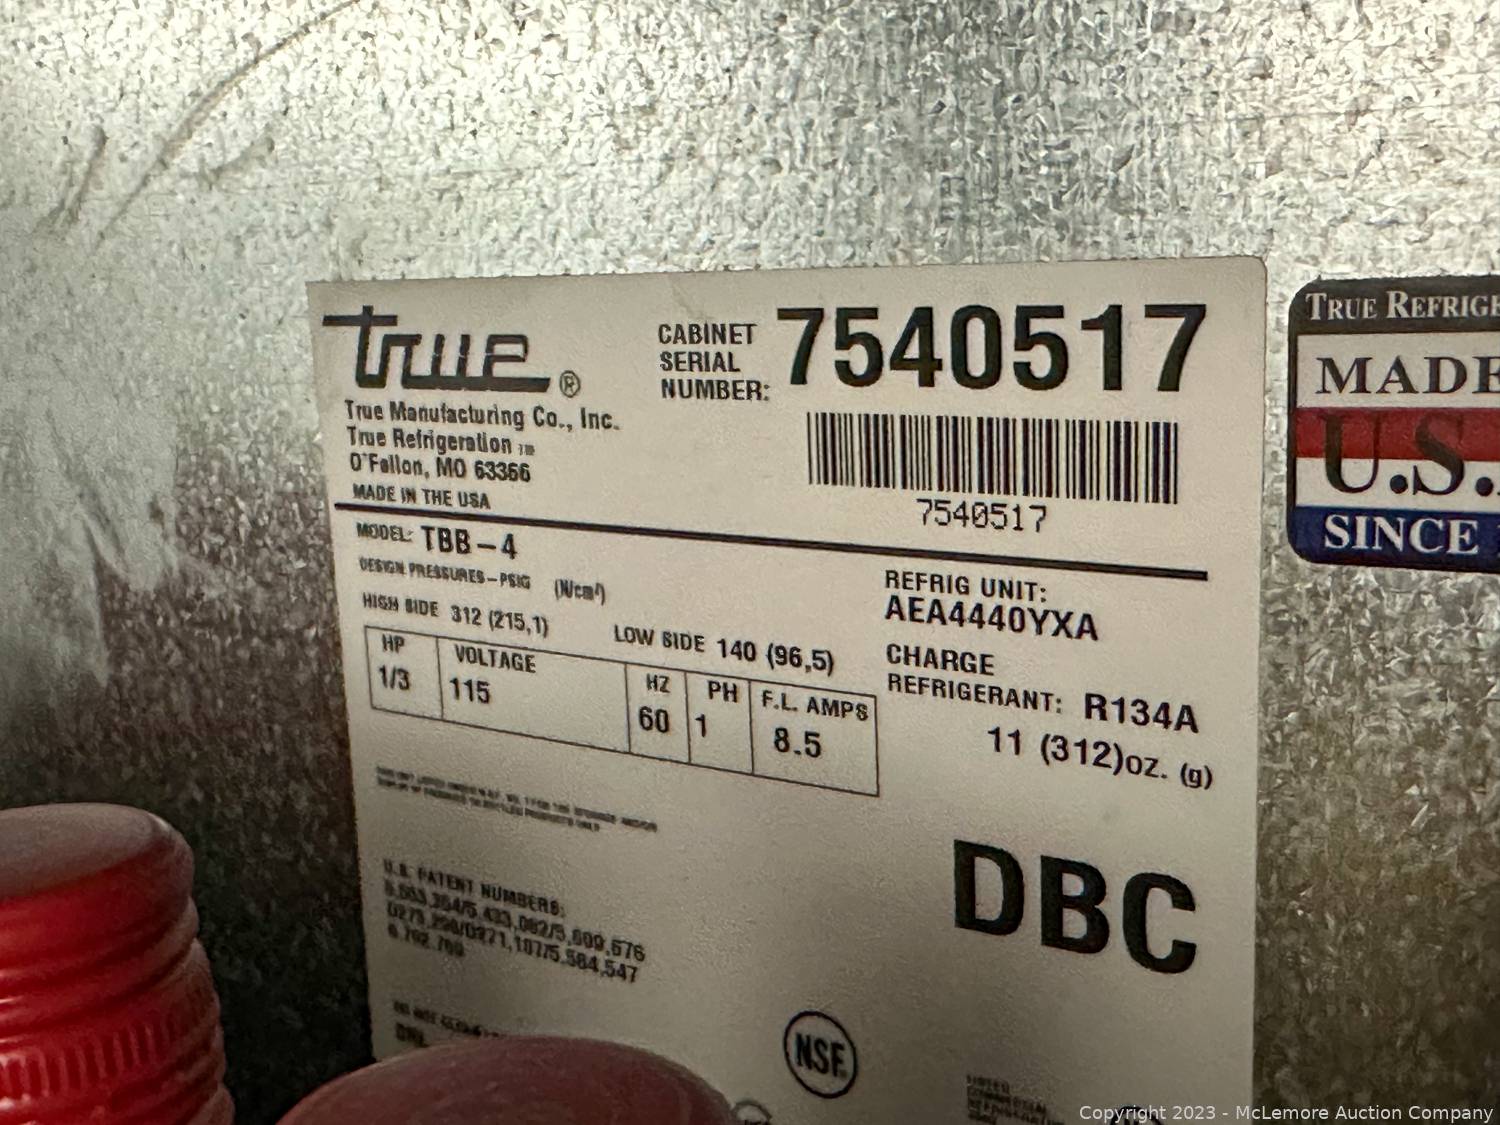 true®
True Manufacturing Co., Inc.
True Refrigeration TM
O'Fallon, MO 63366
MADE IN THE USA
CABINET
SERIAL
NUMBER:
7540517
7540517
MODEL: TBB-4
DESIGN PRESSURES-PSIG (N/cm²)
HIGH SIDE 312 (215,1)
LOW SIDE 140 (96,5)
HP VOLTAGE HZ PH F.L. AMPS
1/3 115 60 1 8.5
REFRIG UNIT:
AEA4440YXA
CHARGE
REFRIGERANT: R134A
11 (312)oz. (g)
DBC
U.S. PATENT NUMBERS:
NSF
TRUE REFRIGE
MADE
U.S.
SINCE
Copyright 2023 - McLemore Auction Company